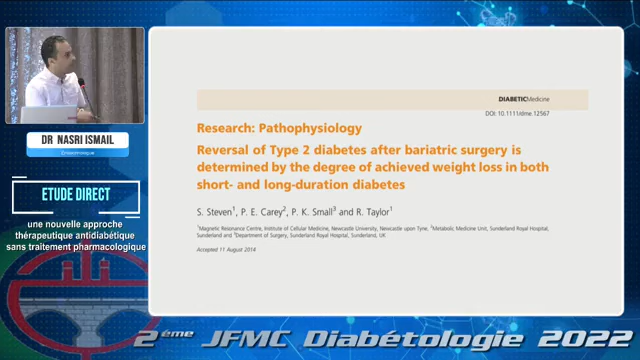 DR NASRI ISMAIL
ETUDE DIRECT
une nouvelle approche
thérapeutique antidiabétique
sans traitement pharmacologique
DIABETICMedicine
DOI: 10.1111/dme.12567
Research: Pathophysiology
Reversal of Type 2 diabetes after bariatric surgery is
determined by the degree of achieved weight loss in both
short- and long-duration diabetes
S. Steven¹, P. E. Carey², P. K. Small³ and R. Taylor¹
¹Magnetic Resonance Centre, Institute of Cellular Medicine, Newcastle University, Newcastle upon Tyne, ²Metabolic Medicine Unit, Sunderland Royal Hospital,
Sunderland and ³Department of Surgery, Sunderland Royal Hospital, Sunderland, UK
Accepted 11 August 2014
2ème JFMC Diabétologie 2022